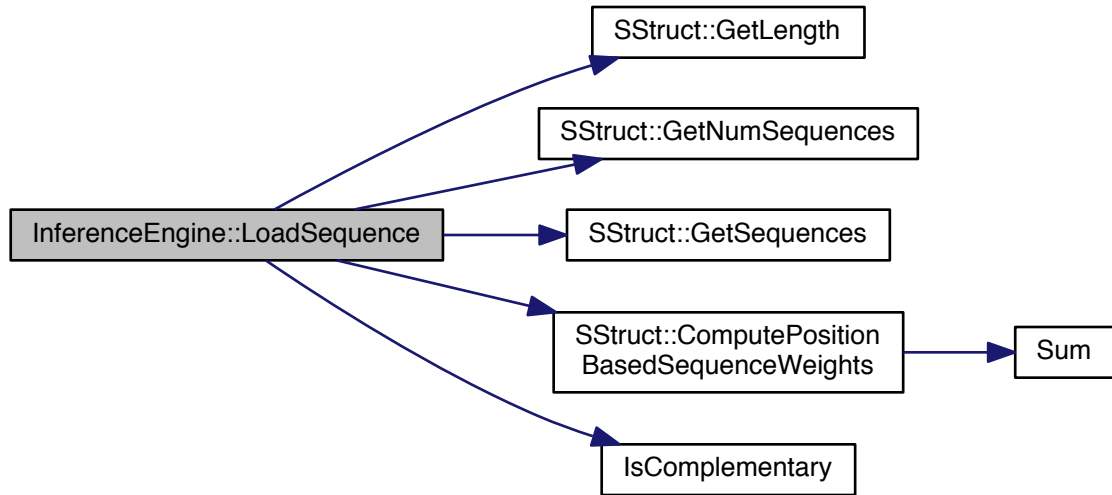 SStruct::GetLength
SStruct::GetNumSequences
InferenceEngine::LoadSequence
SStruct::GetSequences
SStruct::ComputePosition
BasedSequenceWeights
Sum
IsComplementary